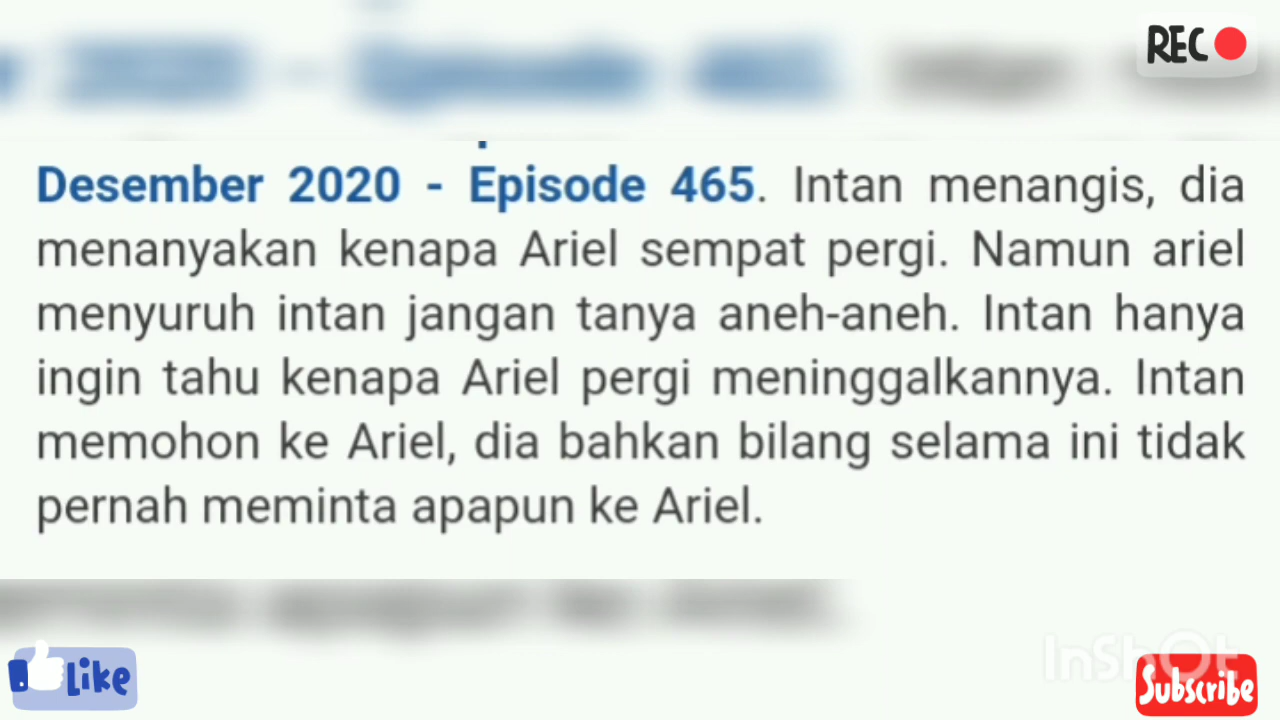 REC
Desember 2020 - Episode 465. Intan menangis, dia
menanyakan kenapa Ariel sempat pergi. Namun ariel
menyuruh intan jangan tanya aneh-aneh. Intan hanya
ingin tahu kenapa Ariel pergi meninggalkannya. Intan
memohon ke Ariel, dia bahkan bilang selama ini tidak
pernah meminta apapun ke Ariel.
Like
InShOt
Subscribe